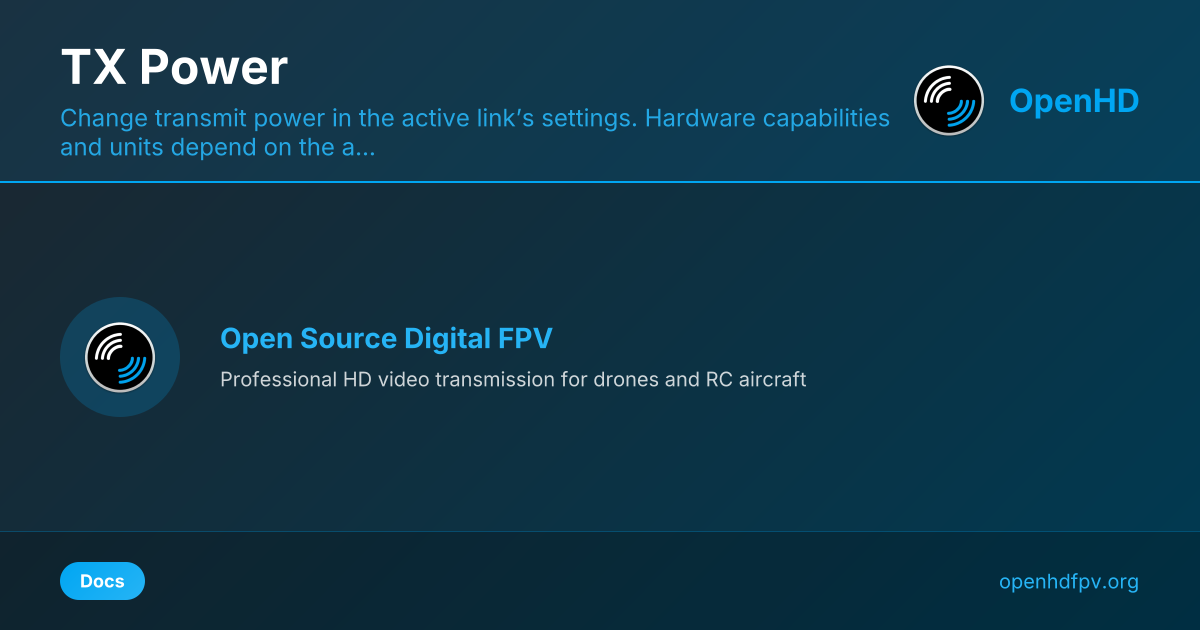 TX Power
Change transmit power in the active link’s settings. Hardware capabilities
and units depend on the a...
OpenHD
Open Source Digital FPV
Professional HD video transmission for drones and RC aircraft
Docs
openhdfpv.org